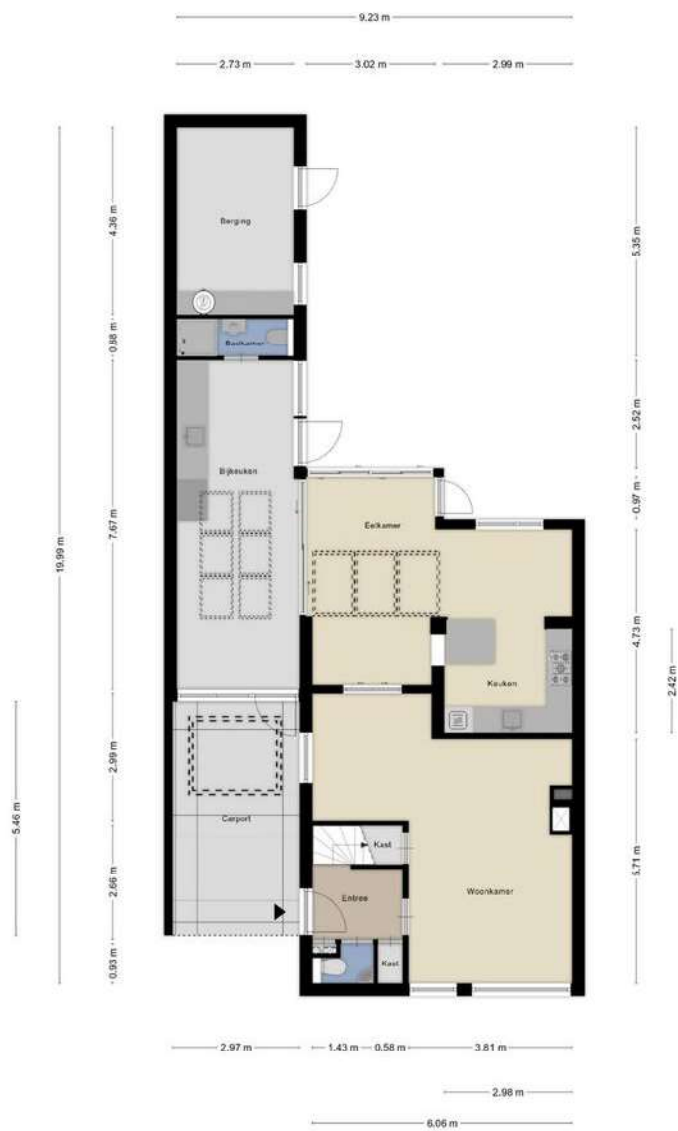 9.23 m
2.73 m
3.02 m
2.99 m
Berging
4.36 m
5.35 m
0.88 m
Badkamer
2.52 m
Bijkeuken
Eetkamer
0.97 m
7.67 m
19.99 m
4.73 m
2.42 m
Keuken
2.99 m
5.46 m
Carport
Kast
2.66 m
Entree
Woonkamer
5.71 m
Kast
0.93 m
2.97 m
1.43 m
0.58 m
3.81 m
2.98 m
6.06 m